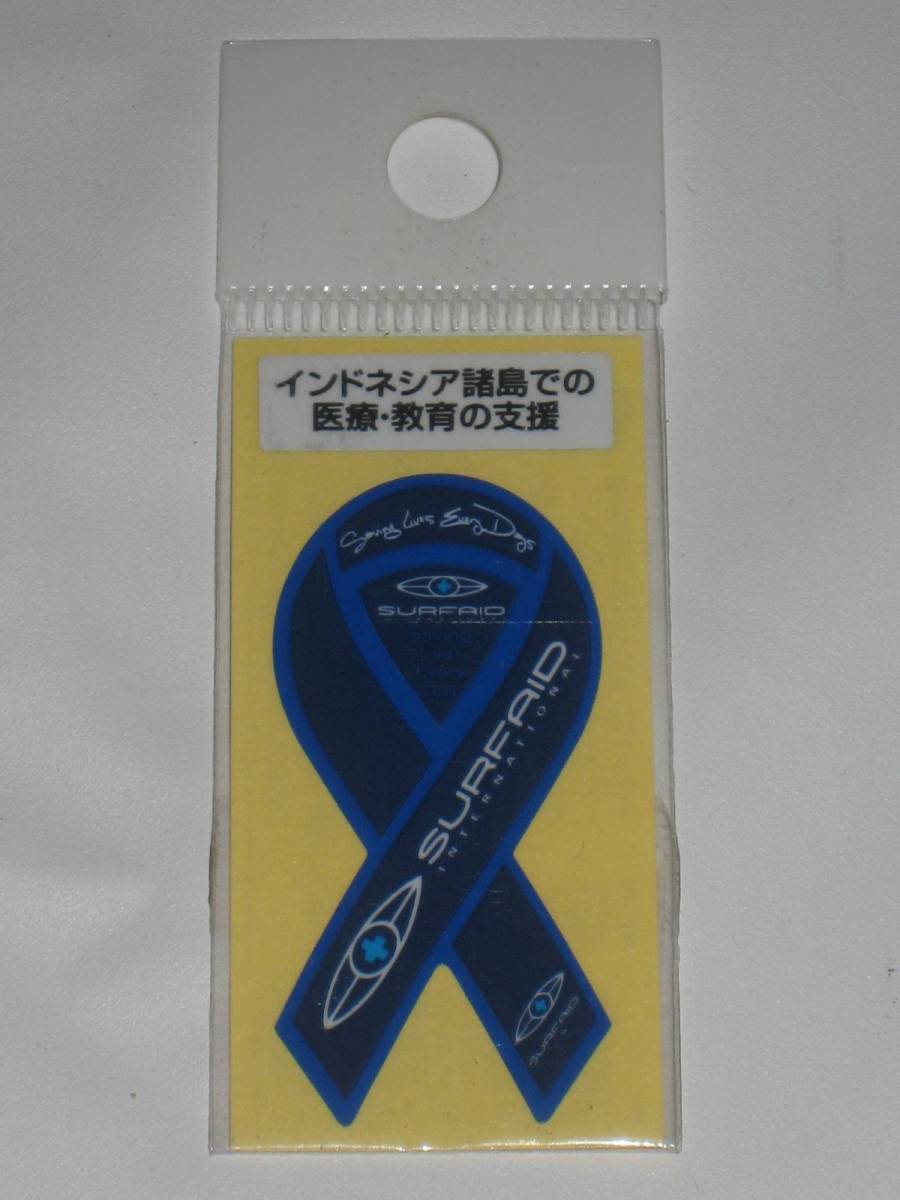 インドネシア諸島での
医療・教育の支援
Saving Lives Every Days
SURFAID
SURFAID
INTERNATIONAL
SURFAID